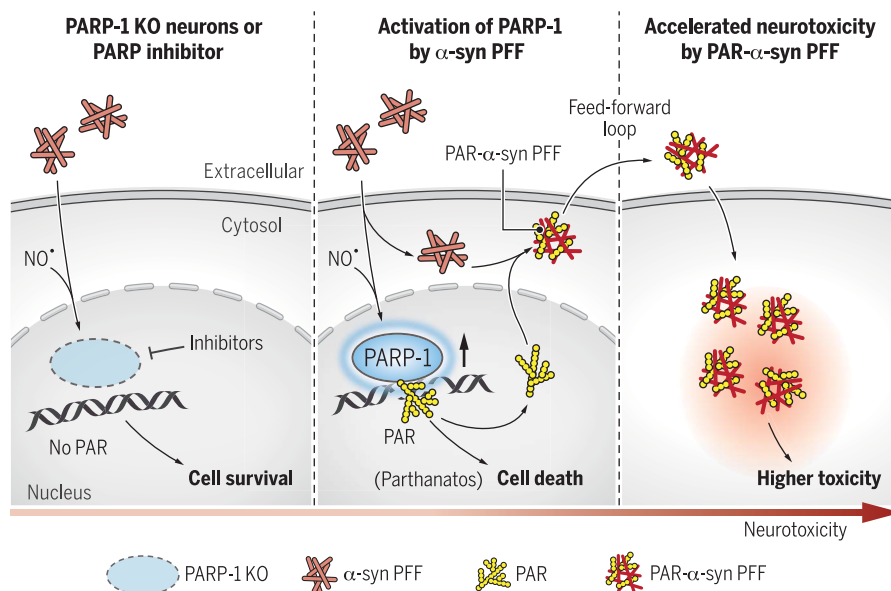 PARP-1 KO neurons or
PARP inhibitor
Activation of PARP-1
by α-syn PFF
Accelerated neurotoxicity
by PAR-α-syn PFF
Extracellular
Cytosol
NO•
Inhibitors
No PAR
Cell survival
Nucleus
PAR-α-syn PFF
NO•
PARP-1
PAR
(Parthanatos)
Cell death
Feed-forward
loop
Higher toxicity
Neurotoxicity
PARP-1 KO
α-syn PFF
PAR
PAR-α-syn PFF